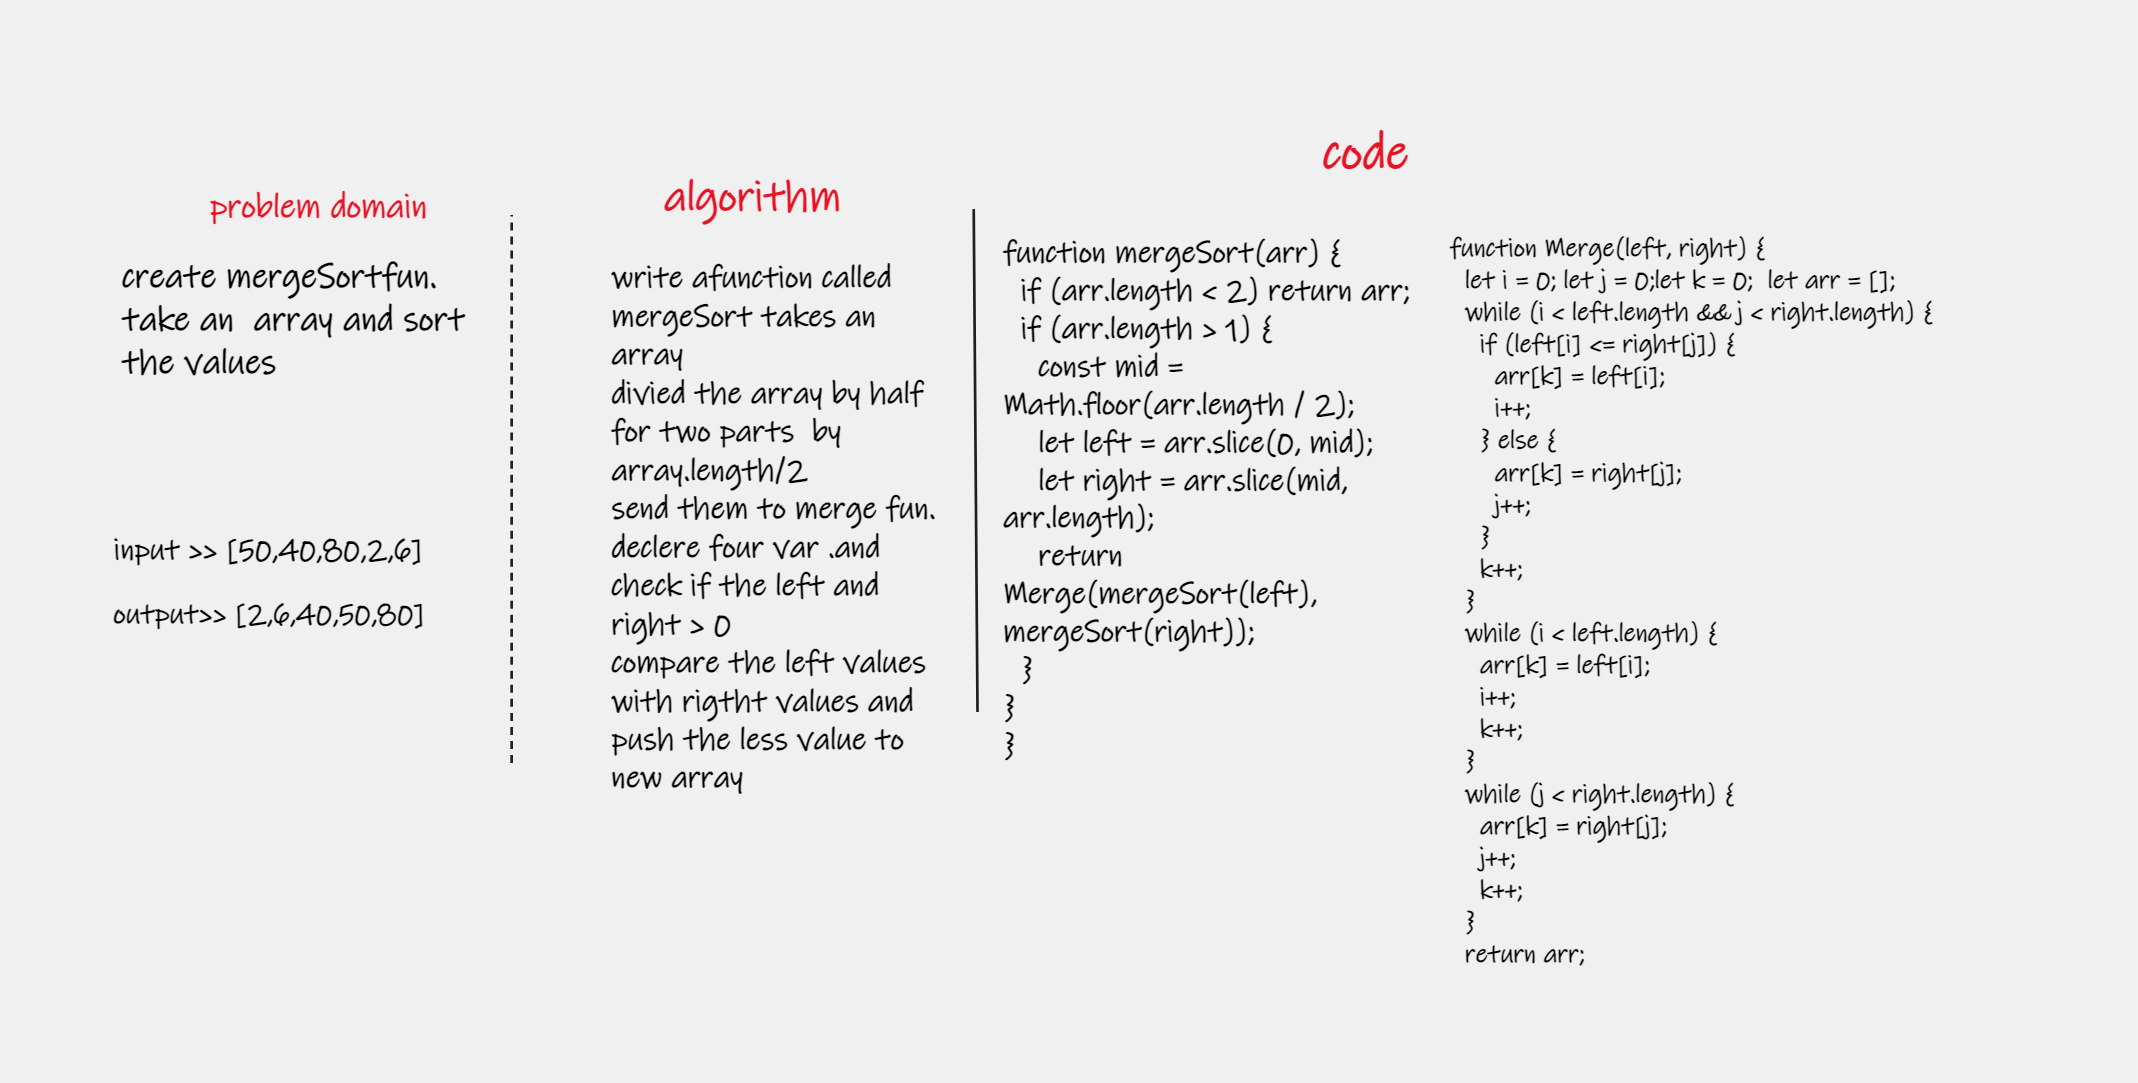 problem domain
create mergeSortfun.
take an array and sort
the values
input >> [50,40,80,2,6]
output>> [2,6,40,50,80]
algorithm
write afunction called
mergeSort takes an
array
divied the array by half
for two parts by
array.length/2
send them to merge fun.
declere four var .and
check if the left and
right > 0
compare the left values
with rigtht values and
push the less value to
new array
code
function mergeSort(arr) {
if (arr.length < 2) return arr;
if (arr.length > 1) {
const mid =
Math.floor(arr.length / 2);
let left = arr.slice(0, mid);
let right = arr.slice(mid,
arr.length);
return
Merge(mergeSort(left),
mergeSort(right));
}
}
}
function Merge(left, right) {
let i = 0; let j = 0;let k = 0; let arr = [];
while (i < left.length && j < right.length) {
if (left[i] <= right[j]) {
arr[k] = left[i];
i++;
} else {
arr[k] = right[j];
j++;
}
k++;
}
while (i < left.length) {
arr[k] = left[i];
i++;
k++;
}
while (j < right.length) {
arr[k] = right[j];
j++;
k++;
}
return arr;